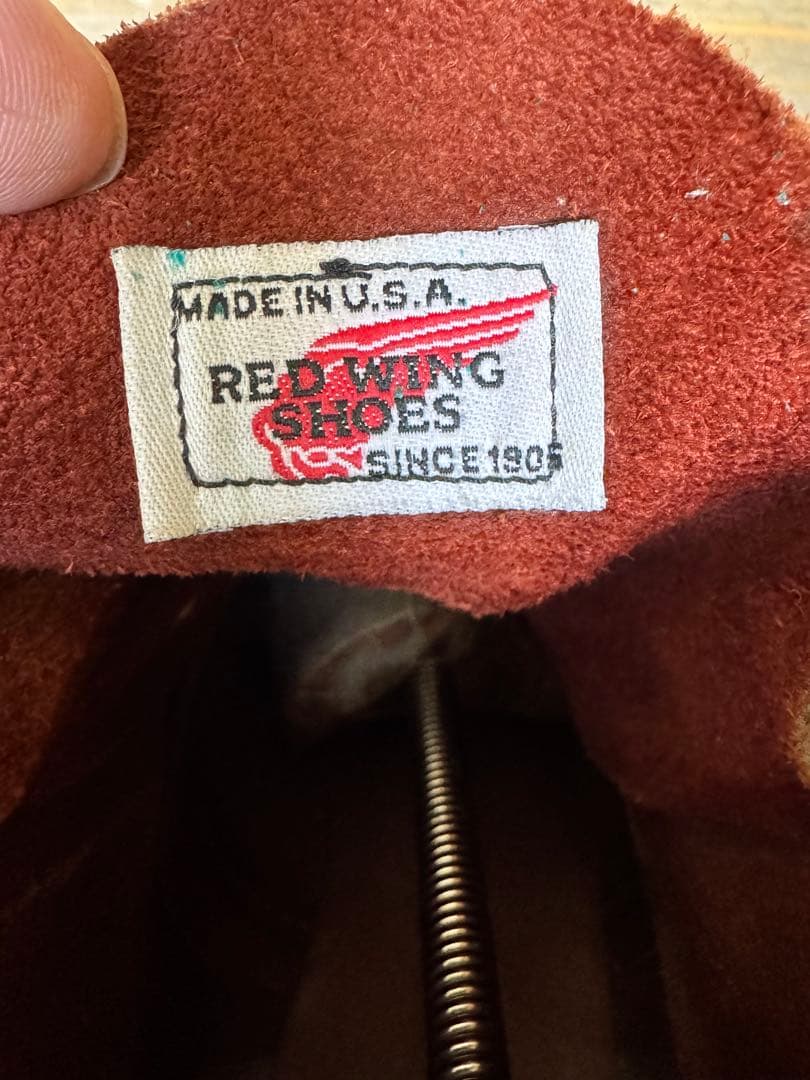 MADE IN U.S.A.
RED WING
SHOES
SINCE 1905